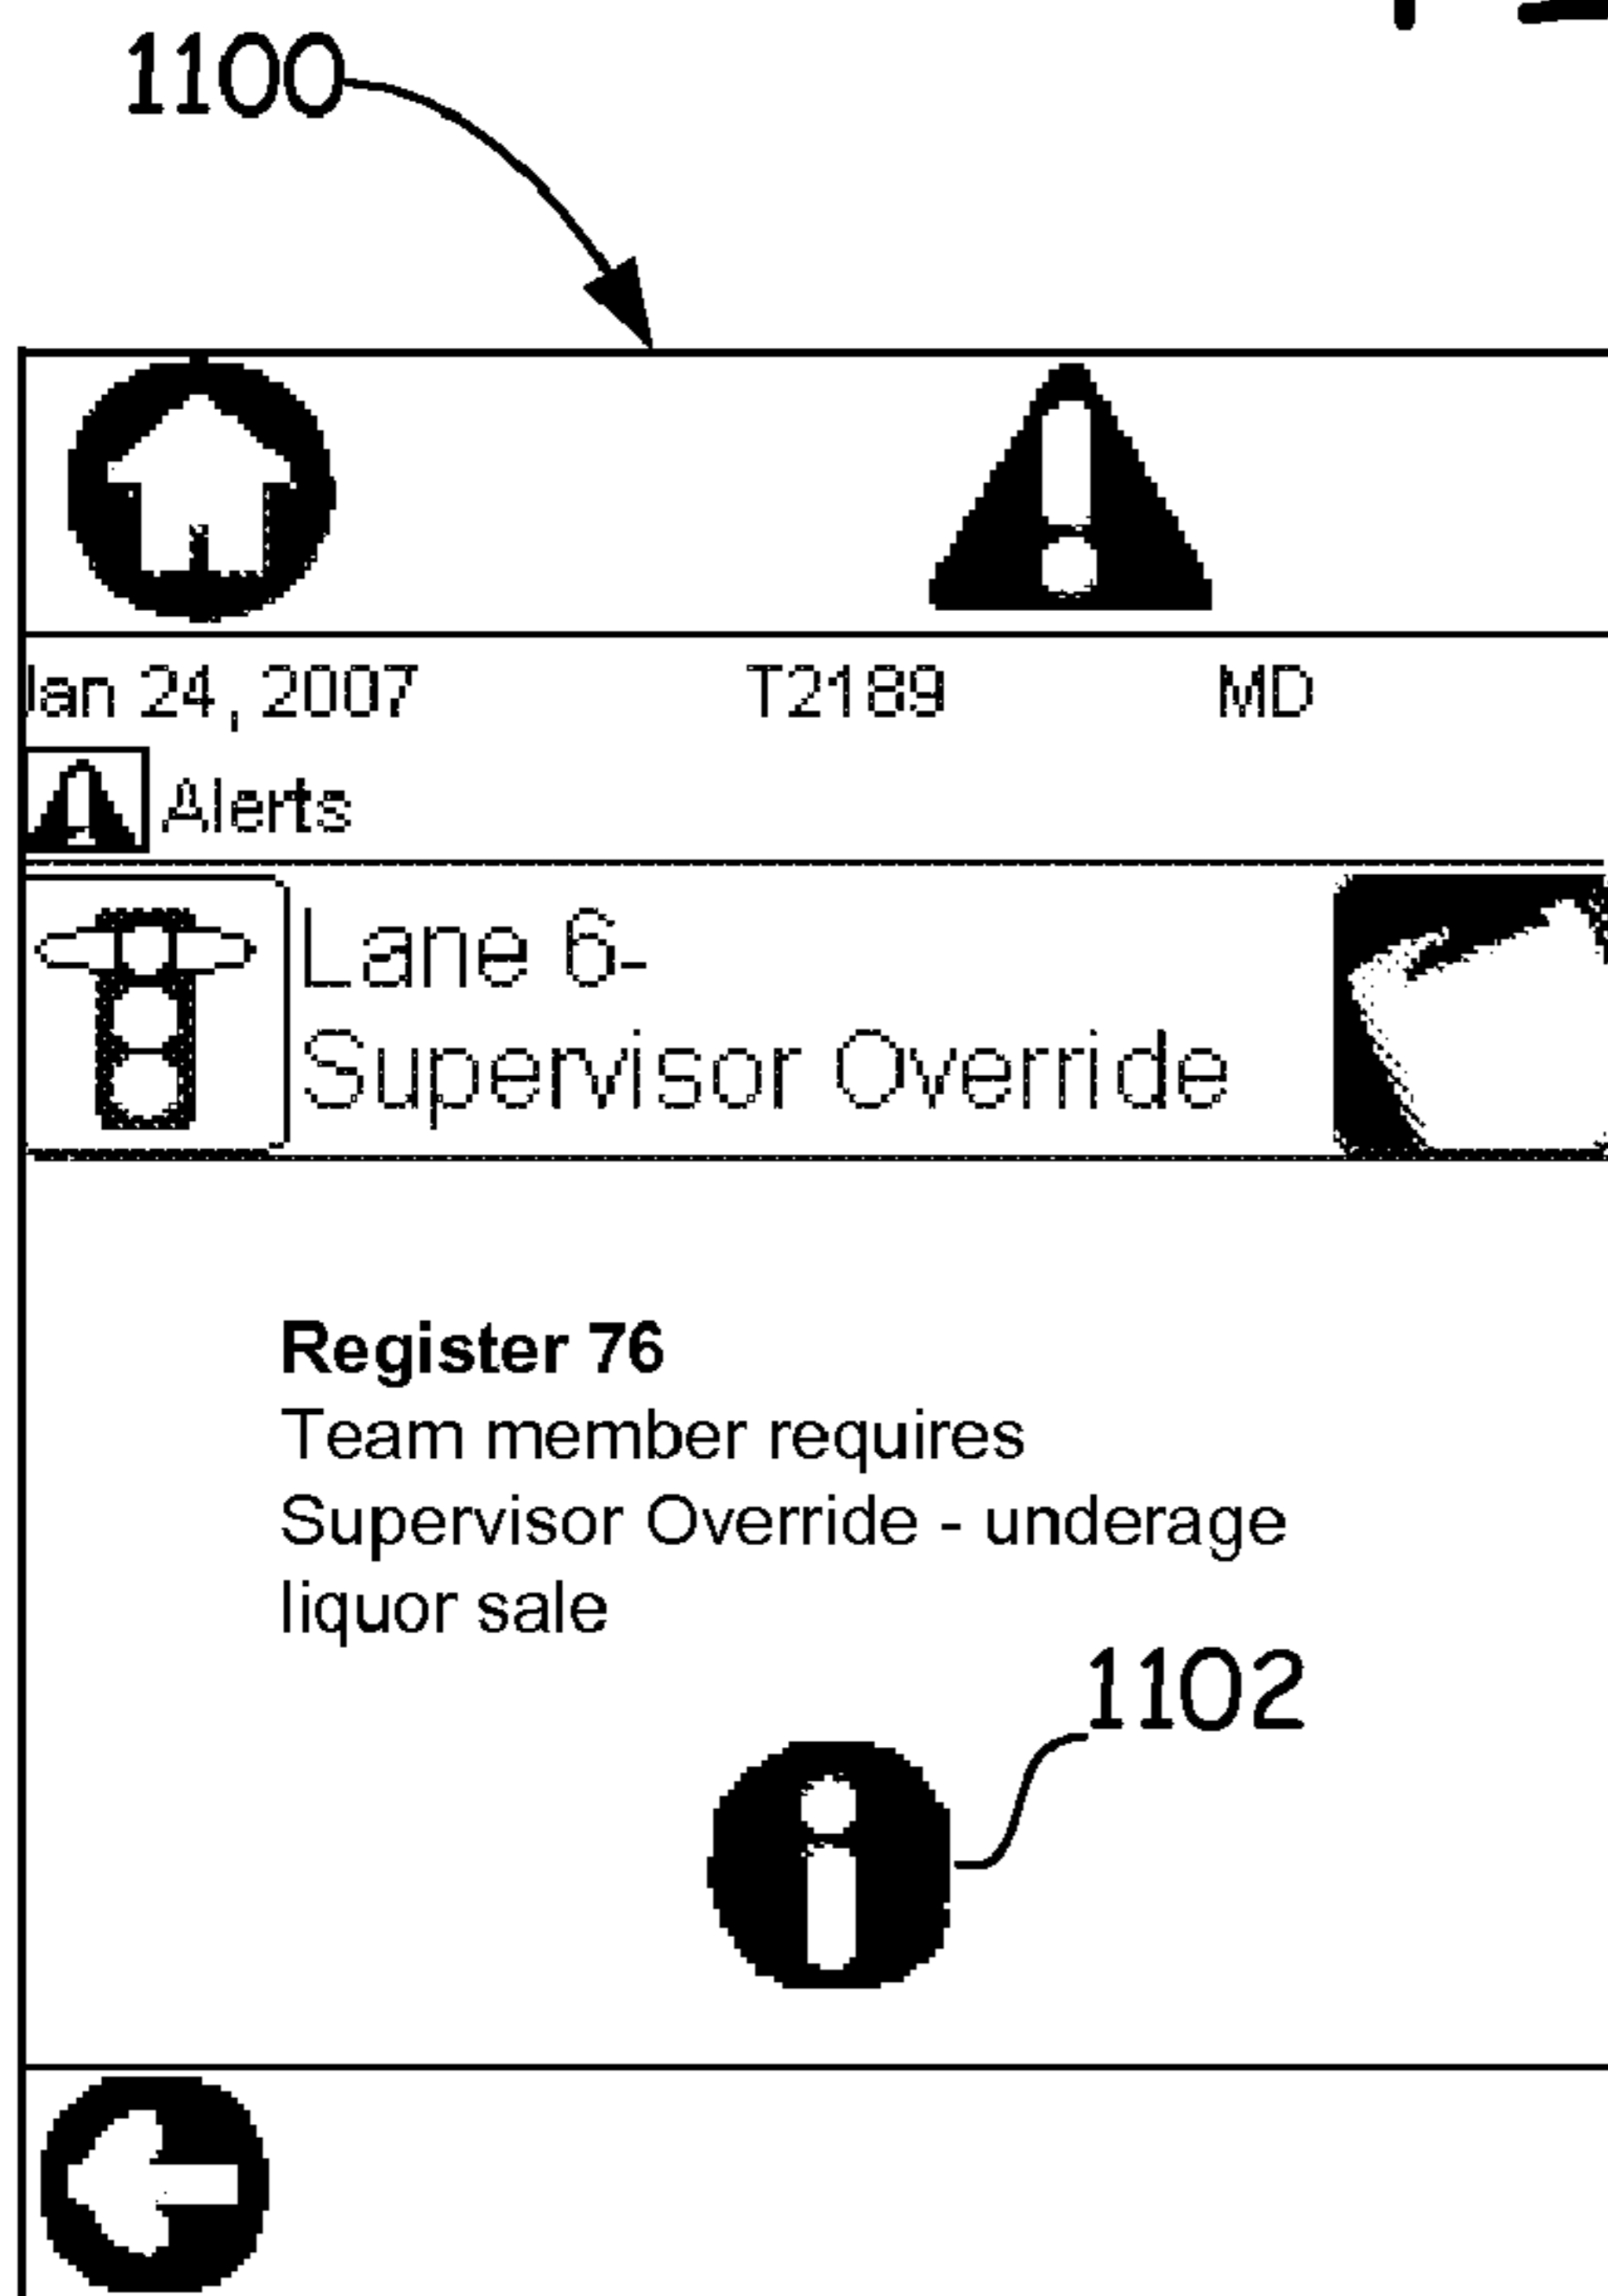 1100
Jan 24, 2007 T2189 MD
Alerts
Lane 6-
Supervisor Override
Register 76
Team member requires
Supervisor Override - underage
liquor sale
1102